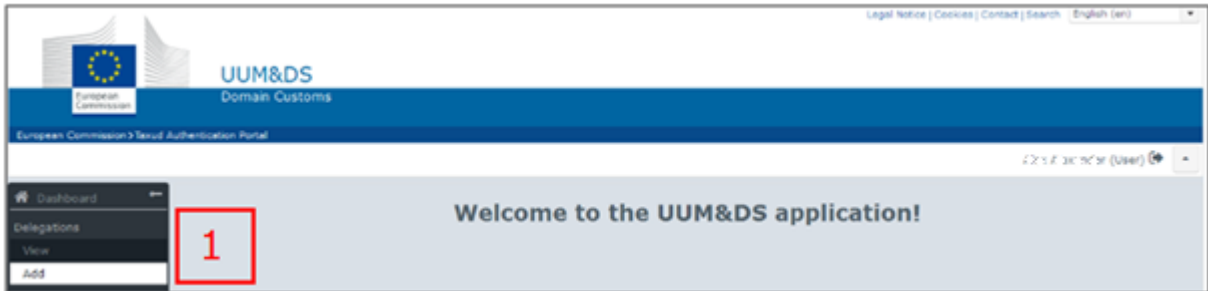 Legal Notice | Cookies | Contact | Search English (en)
UUM&DS
European
Commission
Domain Customs
European Commission > Taxud Authentication Portal
(User)
Dashboard
Welcome to the UUM&DS application!
Delegations
1
View
Add